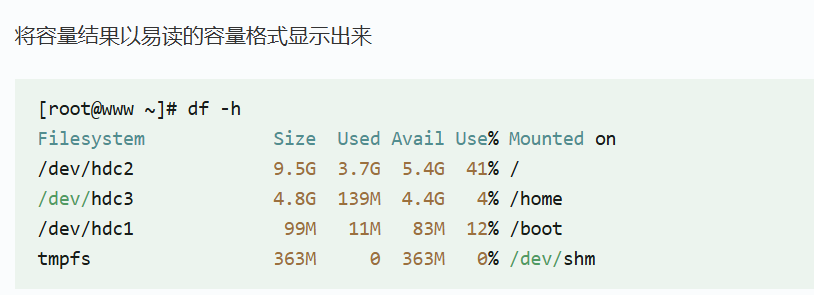 将容量结果以易读的容量格式显示出来
[root@www ~]# df -h
Filesystem            Size  Used Avail Use% Mounted on
/dev/hdc2             9.5G  3.7G  5.4G  41% /
/dev/hdc3             4.8G  139M  4.4G   4% /home
/dev/hdc1              99M   11M   83M  12% /boot
tmpfs                 363M     0  363M   0% /dev/shm